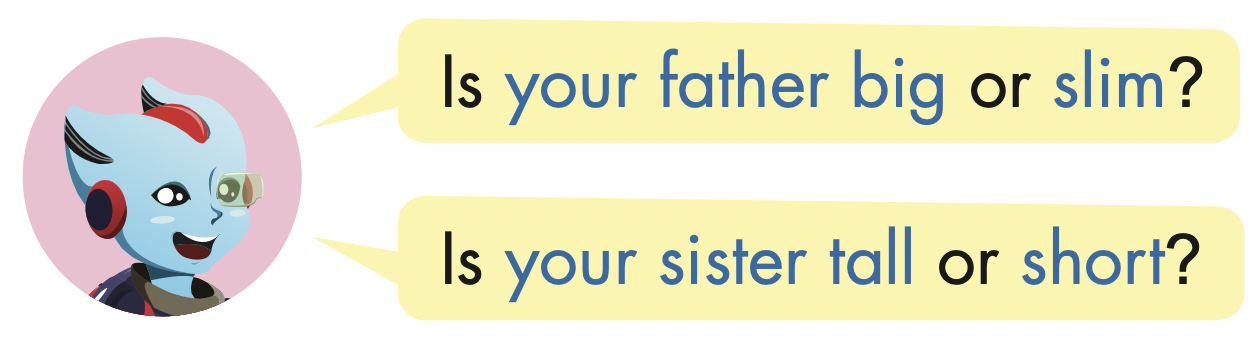 Is your father big or slim?
Is your sister tall or short?